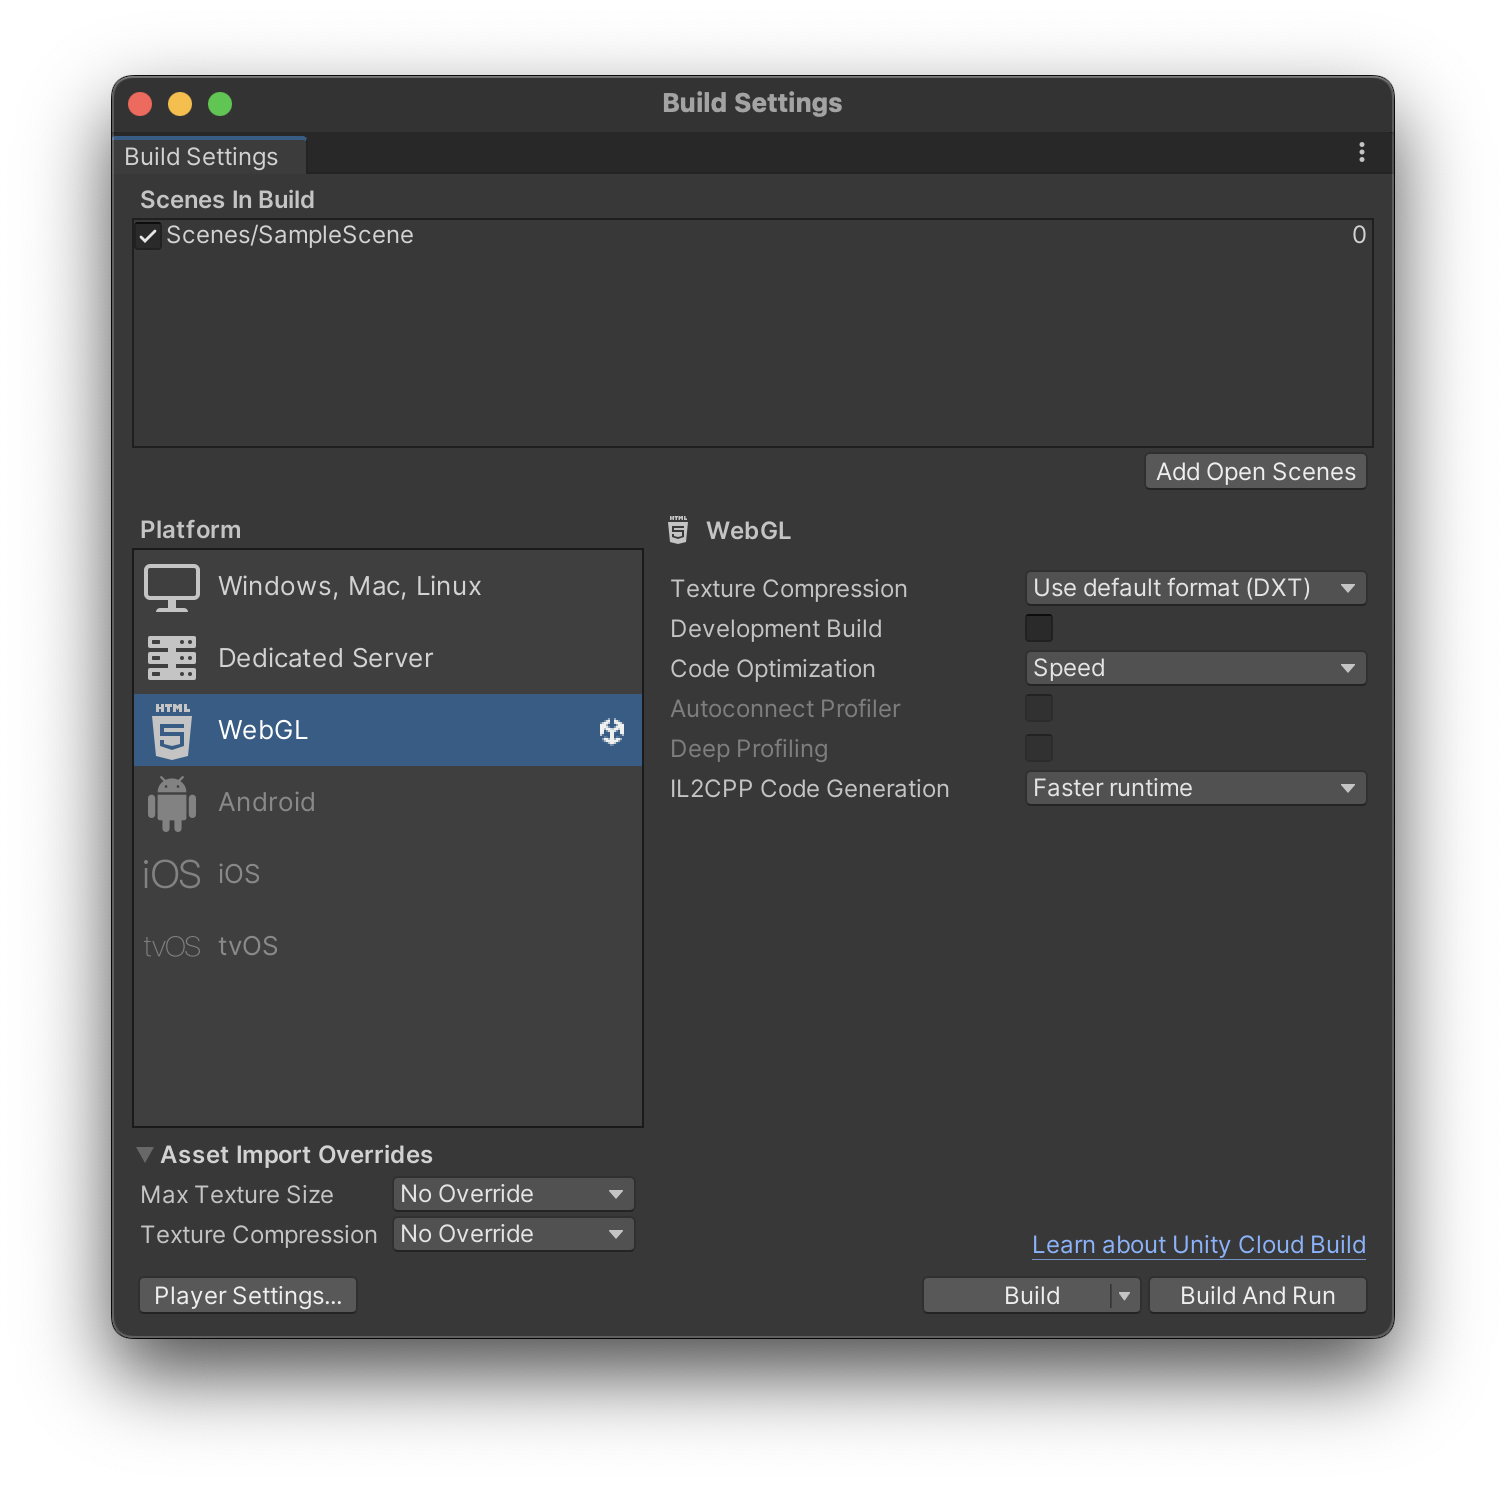 Build Settings
Build Settings
Scenes In Build
Scenes/SampleScene 0
Add Open Scenes
Platform
Windows, Mac, Linux
Dedicated Server
HTML
5
WebGL
Android
iOS iOS
tvOS tvOS
HTML
5
WebGL
Texture Compression Use default format (DXT)
Development Build
Code Optimization Speed
Autoconnect Profiler
Deep Profiling
IL2CPP Code Generation Faster runtime
Asset Import Overrides
Max Texture Size No Override
Texture Compression No Override
Learn about Unity Cloud Build
Player Settings... Build Build And Run